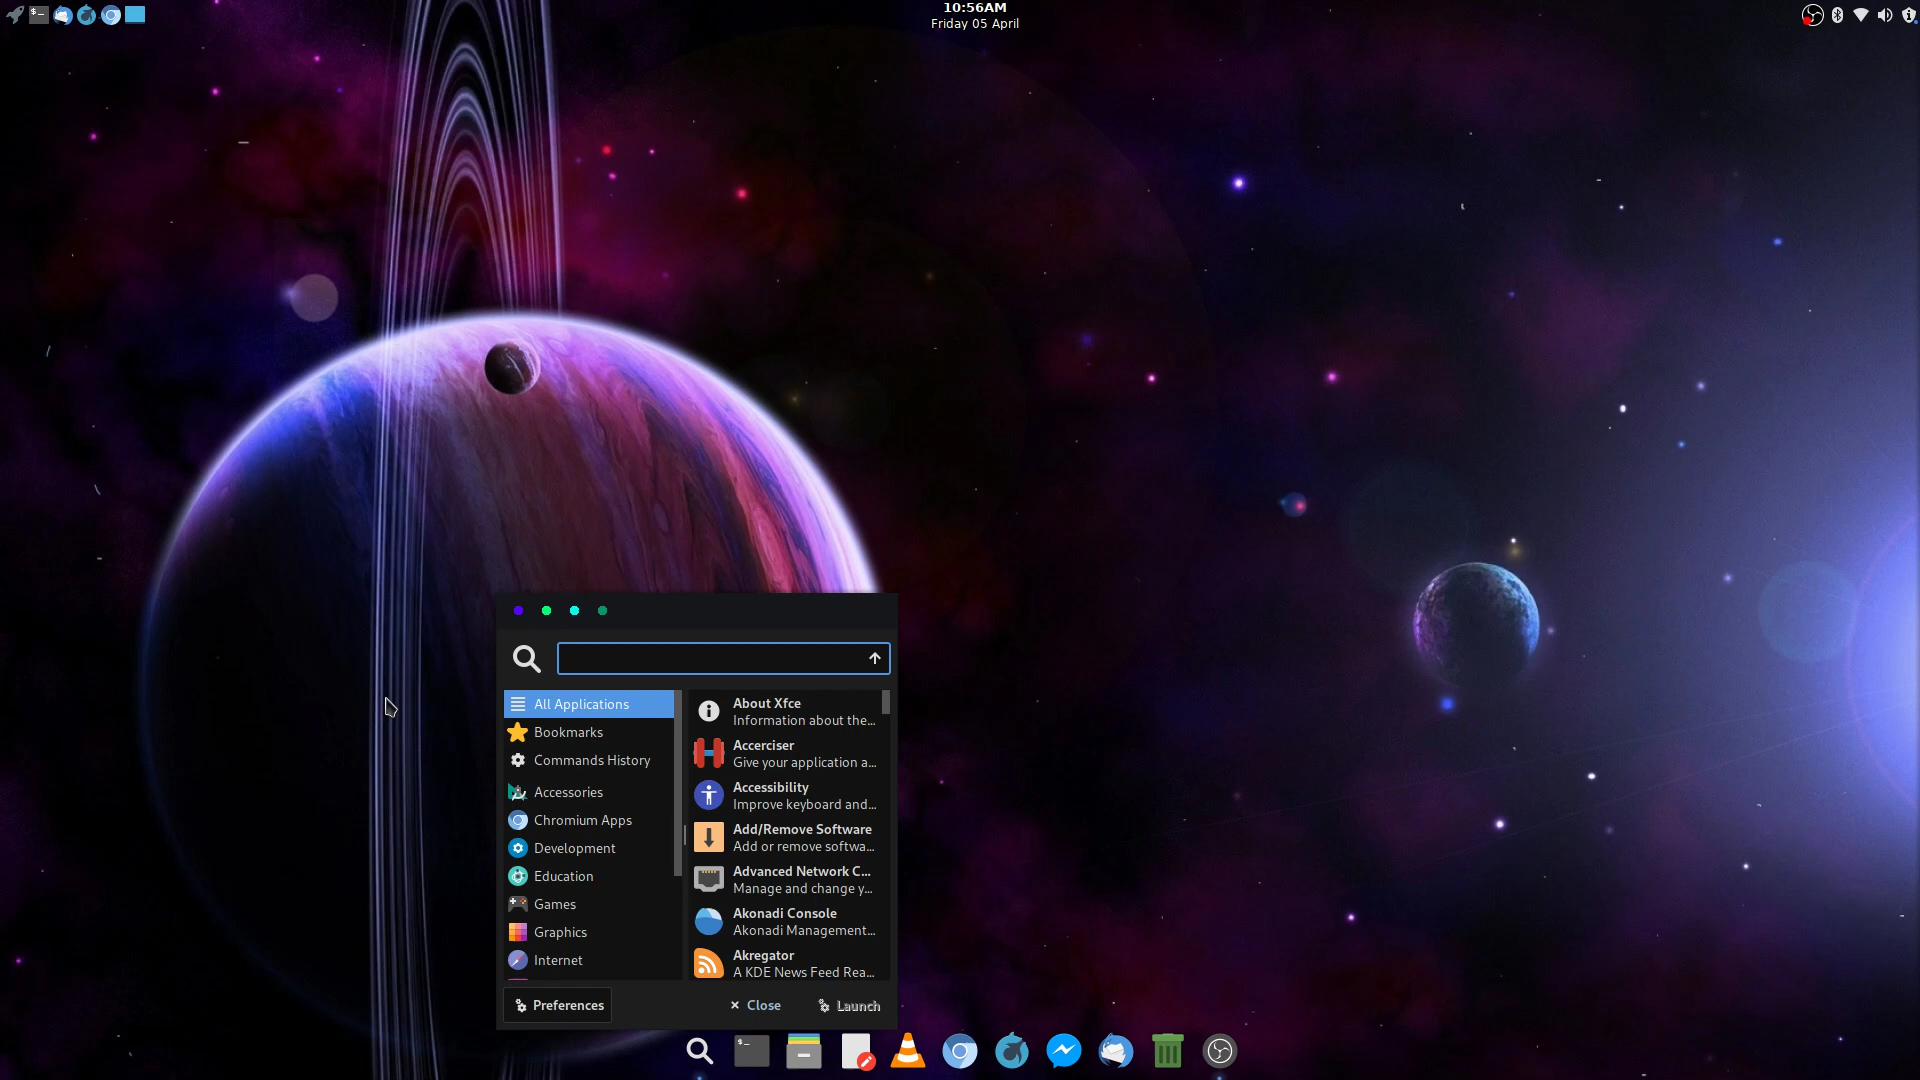 10:56AM
Friday 05 April
All Applications
Bookmarks
Commands History
Accessories
Chromium Apps
Development
Education
Games
Graphics
Internet
About Xfce
Information about the...
Accerciser
Give your application a...
Accessibility
Improve keyboard and...
Add/Remove Software
Add or remove softwa...
Advanced Network C...
Manage and change y...
Akonadi Console
Akonadi Management...
Akregator
A KDE News Feed Rea...
Preferences
Close
Launch